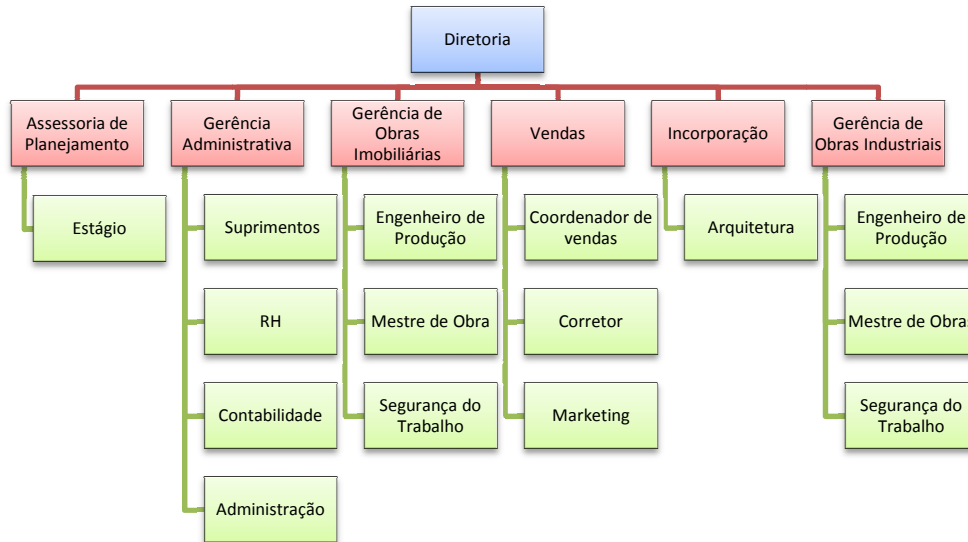 Diretoria
Assessoria de
Planejamento
Gerência
Administrativa
Gerência de
Obras
Imobiliárias
Vendas
Incorporação
Gerência de
Obras Industriais
Estágio
Suprimentos
Engenheiro de
Produção
Coordenador de
vendas
Arquitetura
Engenheiro de
Produção
RH
Mestre de Obra
Corretor
Mestre de Obras
Contabilidade
Segurança do
Trabalho
Marketing
Segurança do
Trabalho
Administração